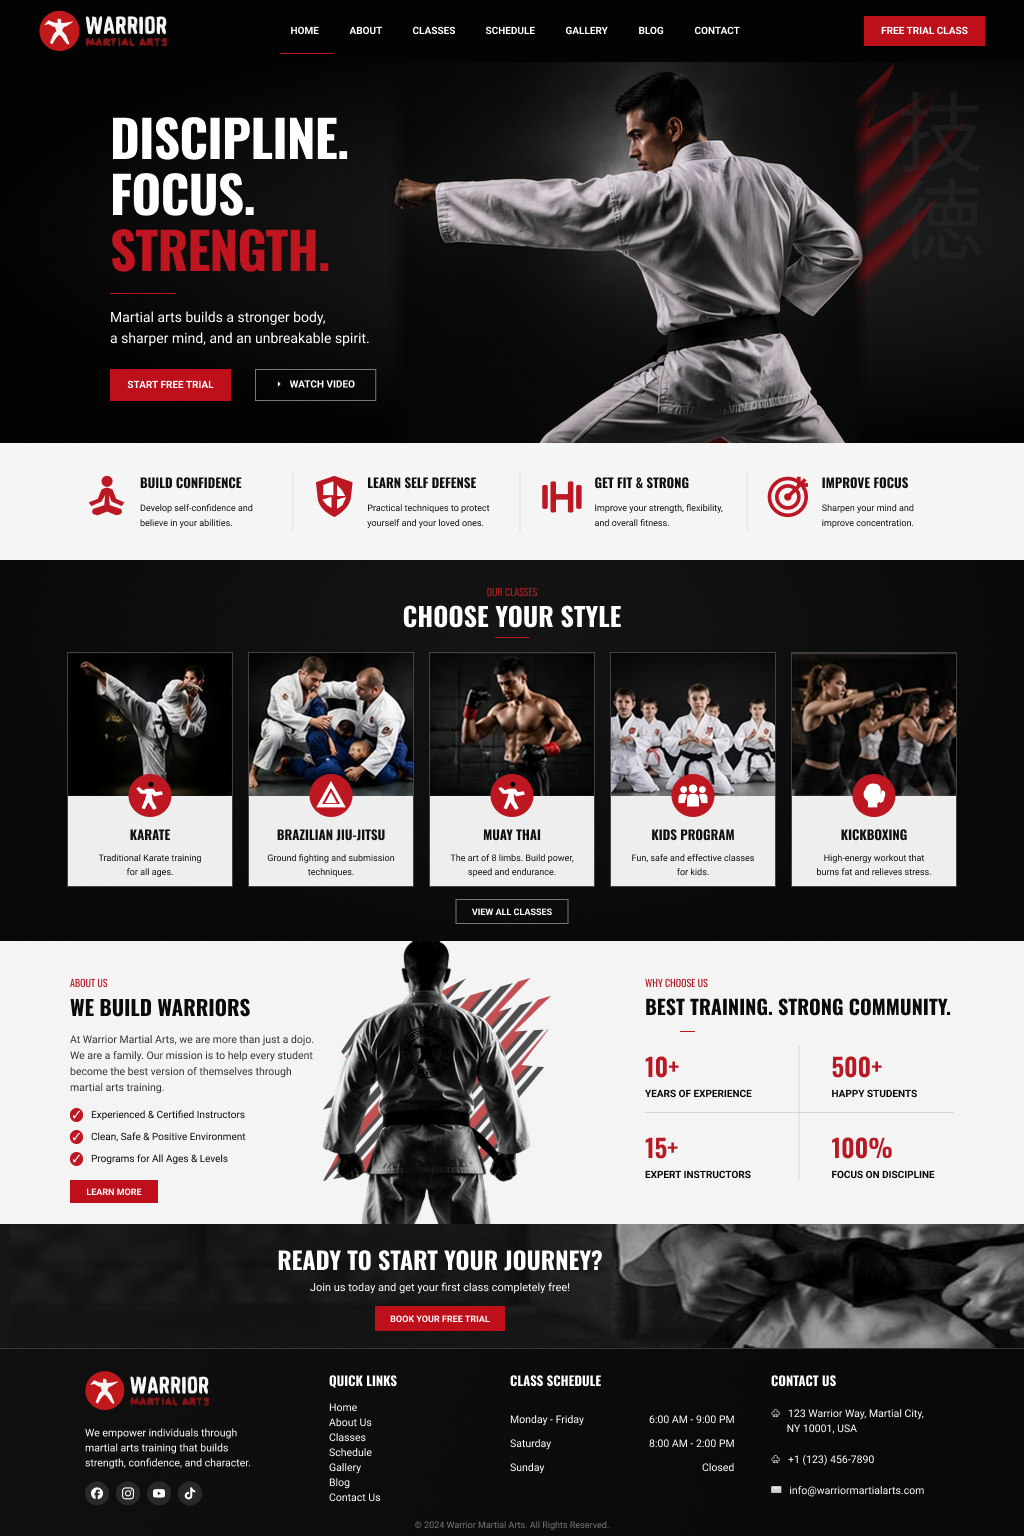 WARRIOR
MARTIAL ARTS
HOME
ABOUT
CLASSES
SCHEDULE
GALLERY
BLOG
CONTACT
FREE TRIAL CLASS
DISCIPLINE.
FOCUS.
STRENGTH.
技
徳
Martial arts builds a stronger body,
a sharper mind, and an unbreakable spirit.
START FREE TRIAL
WATCH VIDEO
BUILD CONFIDENCE
Develop self-confidence and
believe in your abilities.
LEARN SELF DEFENSE
Practical techniques to protect
yourself and your loved ones.
GET FIT & STRONG
Improve your strength, flexibility,
and overall fitness.
IMPROVE FOCUS
Sharpen your mind and
improve concentration.
OUR CLASSES
CHOOSE YOUR STYLE
KARATE
Traditional Karate training
for all ages.
BRAZILIAN JIU-JITSU
Ground fighting and submission
techniques.
MUAY THAI
The art of 8 limbs. Build power,
speed and endurance.
KIDS PROGRAM
Fun, safe and effective classes
for kids.
KICKBOXING
High-energy workout that
burns fat and relieves stress.
VIEW ALL CLASSES
ABOUT US
WE BUILD WARRIORS
At Warrior Martial Arts, we are more than just a dojo.
We are a family. Our mission is to help every student
become the best version of themselves through
martial arts training.
Experienced & Certified Instructors
Clean, Safe & Positive Environment
Programs for All Ages & Levels
LEARN MORE
WHY CHOOSE US
BEST TRAINING. STRONG COMMUNITY.
10+
YEARS OF EXPERIENCE
500+
HAPPY STUDENTS
15+
EXPERT INSTRUCTORS
100%
FOCUS ON DISCIPLINE
READY TO START YOUR JOURNEY?
Join us today and get your first class completely free!
BOOK YOUR FREE TRIAL
WARRIOR
MARTIAL ARTS
We empower individuals through
martial arts training that builds
strength, confidence, and character.
QUICK LINKS
Home
About Us
Classes
Schedule
Gallery
Blog
Contact Us
CLASS SCHEDULE
Monday - Friday 6:00 AM - 9:00 PM
Saturday 8:00 AM - 2:00 PM
Sunday Closed
CONTACT US
123 Warrior Way, Martial City,
NY 10001, USA
+1 (123) 456-7890
info@warriormartialarts.com
© 2024 Warrior Martial Arts. All Rights Reserved.